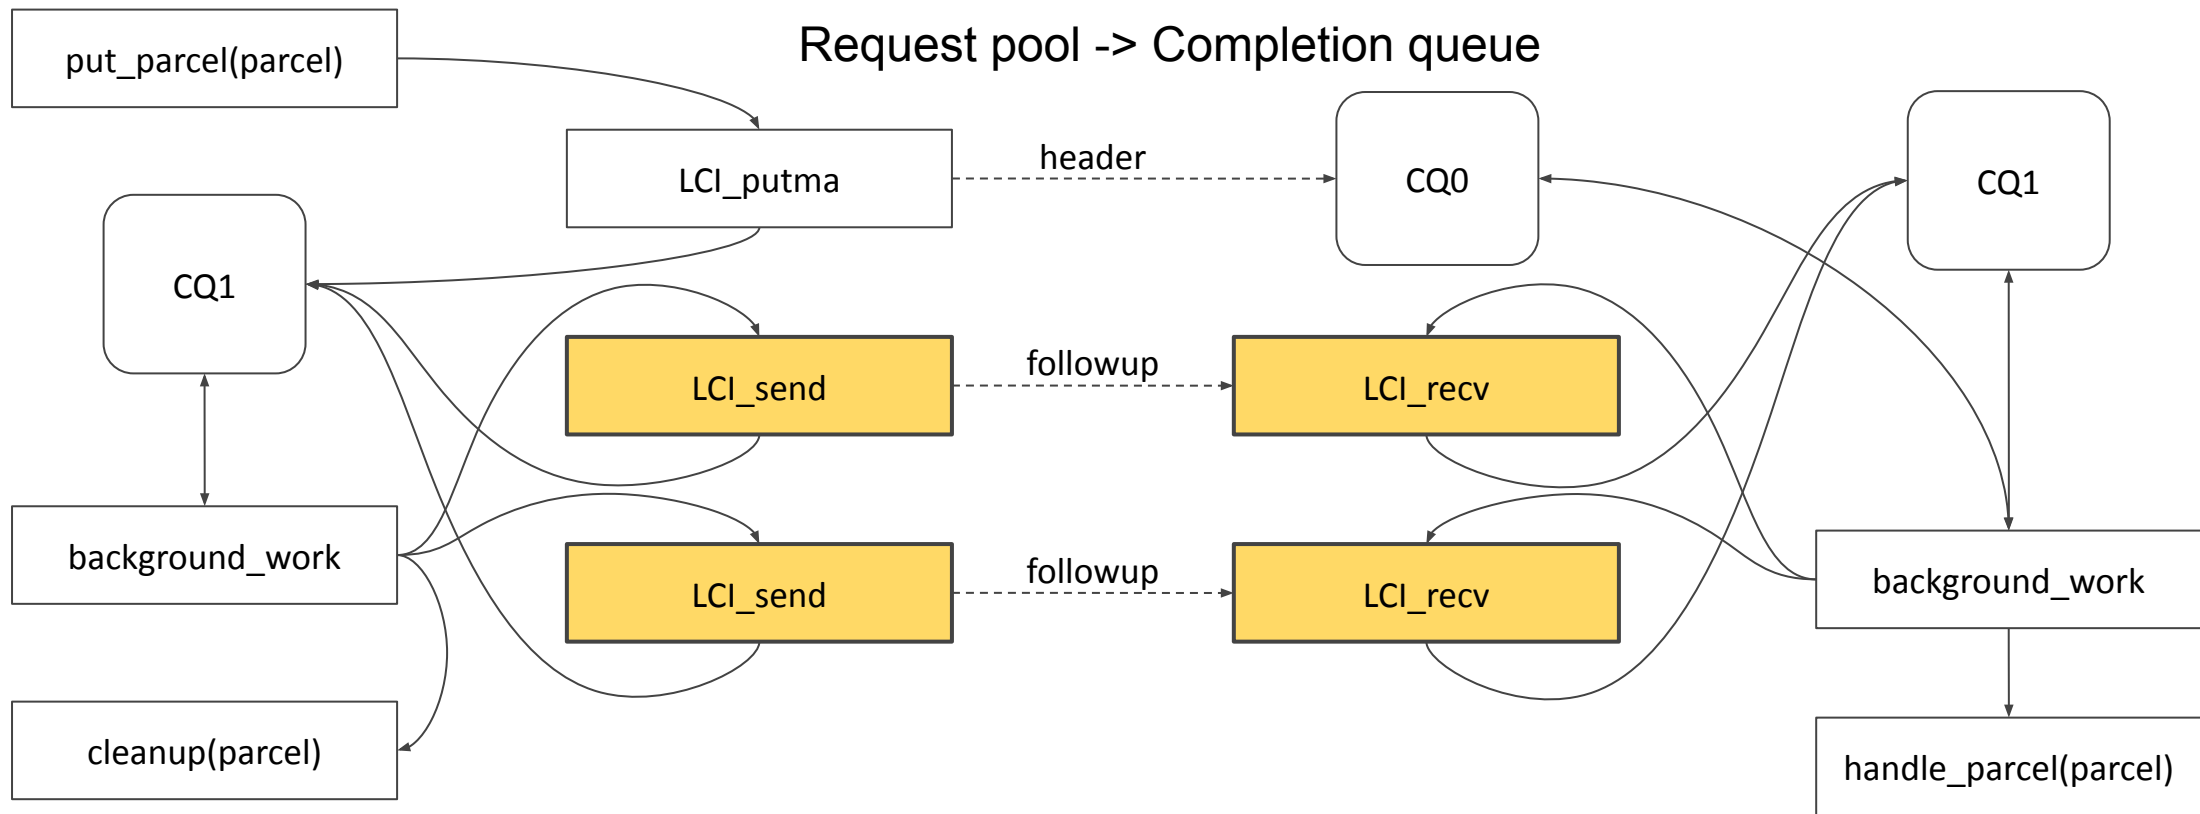 Request pool -> Completion queue
put_parcel(parcel)
LCI_putma
header
CQ0
CQ1
CQ1
LCI_send
followup
LCI_recv
background_work
LCI_send
followup
LCI_recv
background_work
cleanup(parcel)
handle_parcel(parcel)